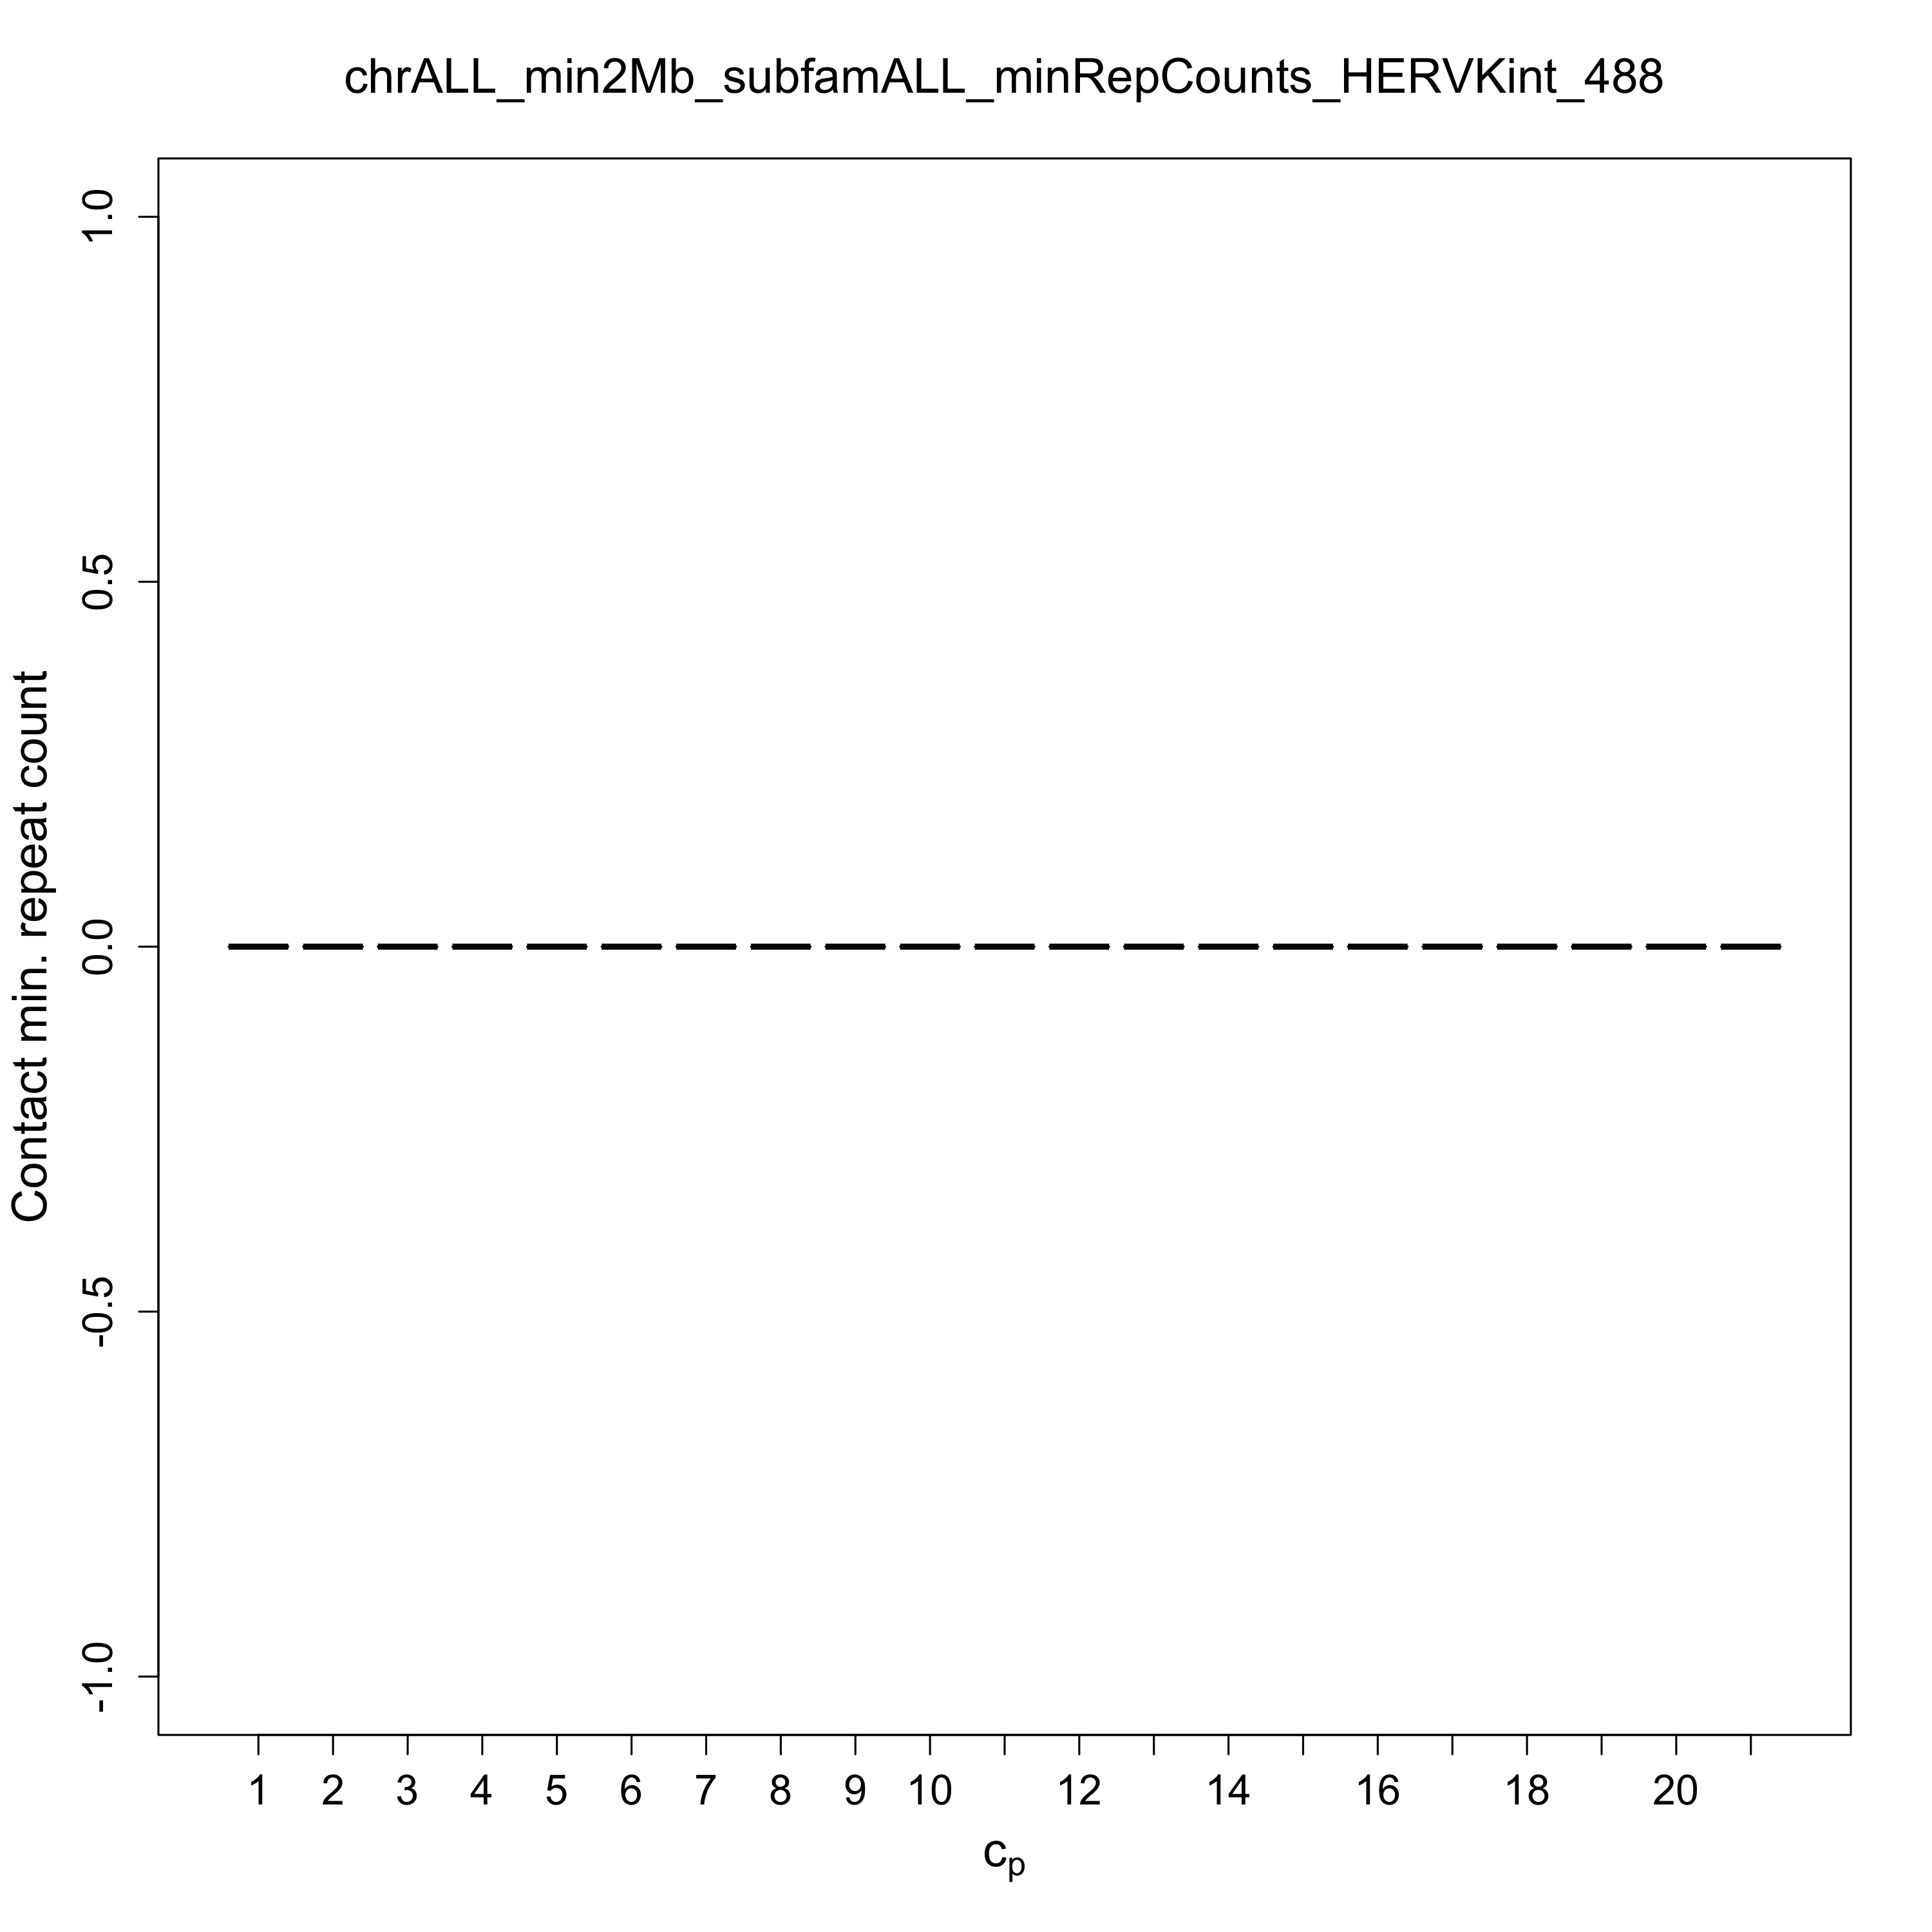 chrALL_min2Mb_subfamALL_minRepCounts_HERVKint_488
Contact min. repeat count
1.0
0.5
0.0
-0.5
-1.0
1 2 3 4 5 6 7 8 9 10 12 14 16 18 20
cp